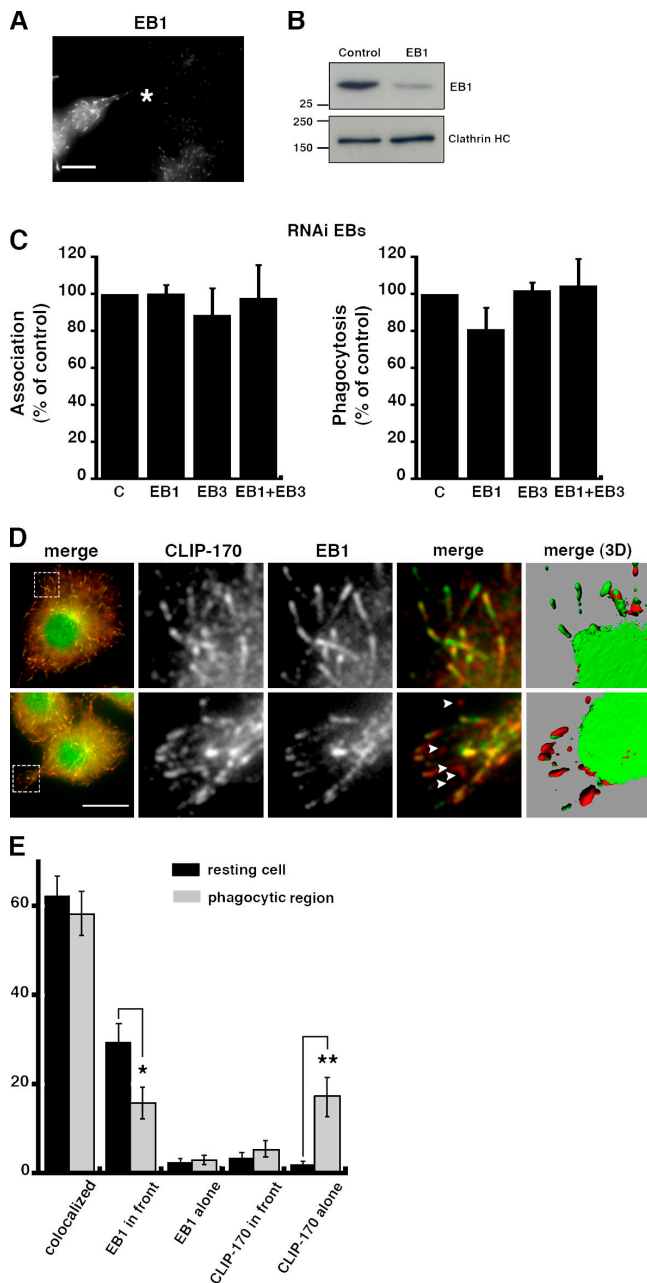 A
EB1
*
B
Control EB1
EB1
25
250
150
Clathrin HC
C
RNAi EBs
Association
(% of control)
120
100
80
60
40
20
0
C EB1 EB3 EB1+EB3
Phagocytosis
(% of control)
120
100
80
60
40
20
0
C EB1 EB3 EB1+EB3
D
merge CLIP-170 EB1 merge merge (3D)
E
resting cell
phagocytic region
60
40
20
0
*
**
colocalized
EB1 in front
EB1 alone
CLIP-170 in front
CLIP-170 alone